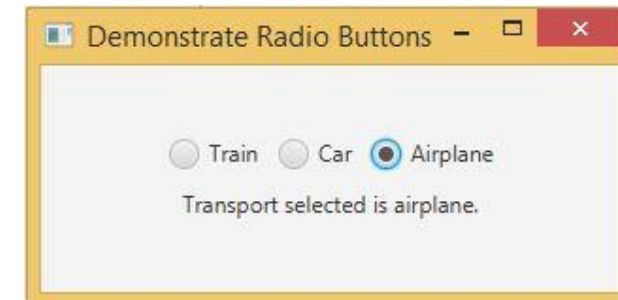 Demonstrate Radio Buttons
Train Car Airplane
Transport selected is airplane.